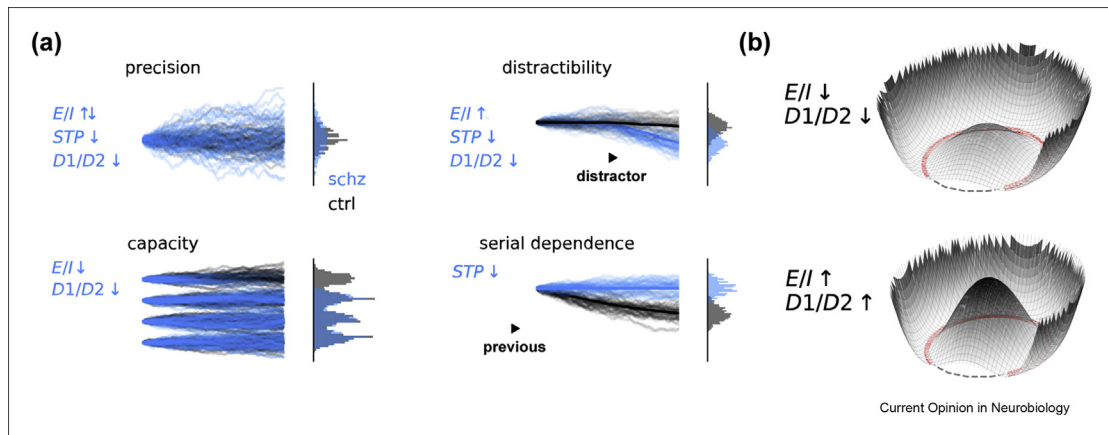 (a)
precision
E/I ↑↓
STP ↓
D1/D2 ↓
schz
ctrl
distractibility
E/I ↑
STP ↓
D1/D2 ↓
distractor
capacity
E/I ↓
D1/D2 ↓
serial dependence
STP ↓
previous
(b)
E/I ↓
D1/D2 ↓
E/I ↑
D1/D2 ↑
Current Opinion in Neurobiology